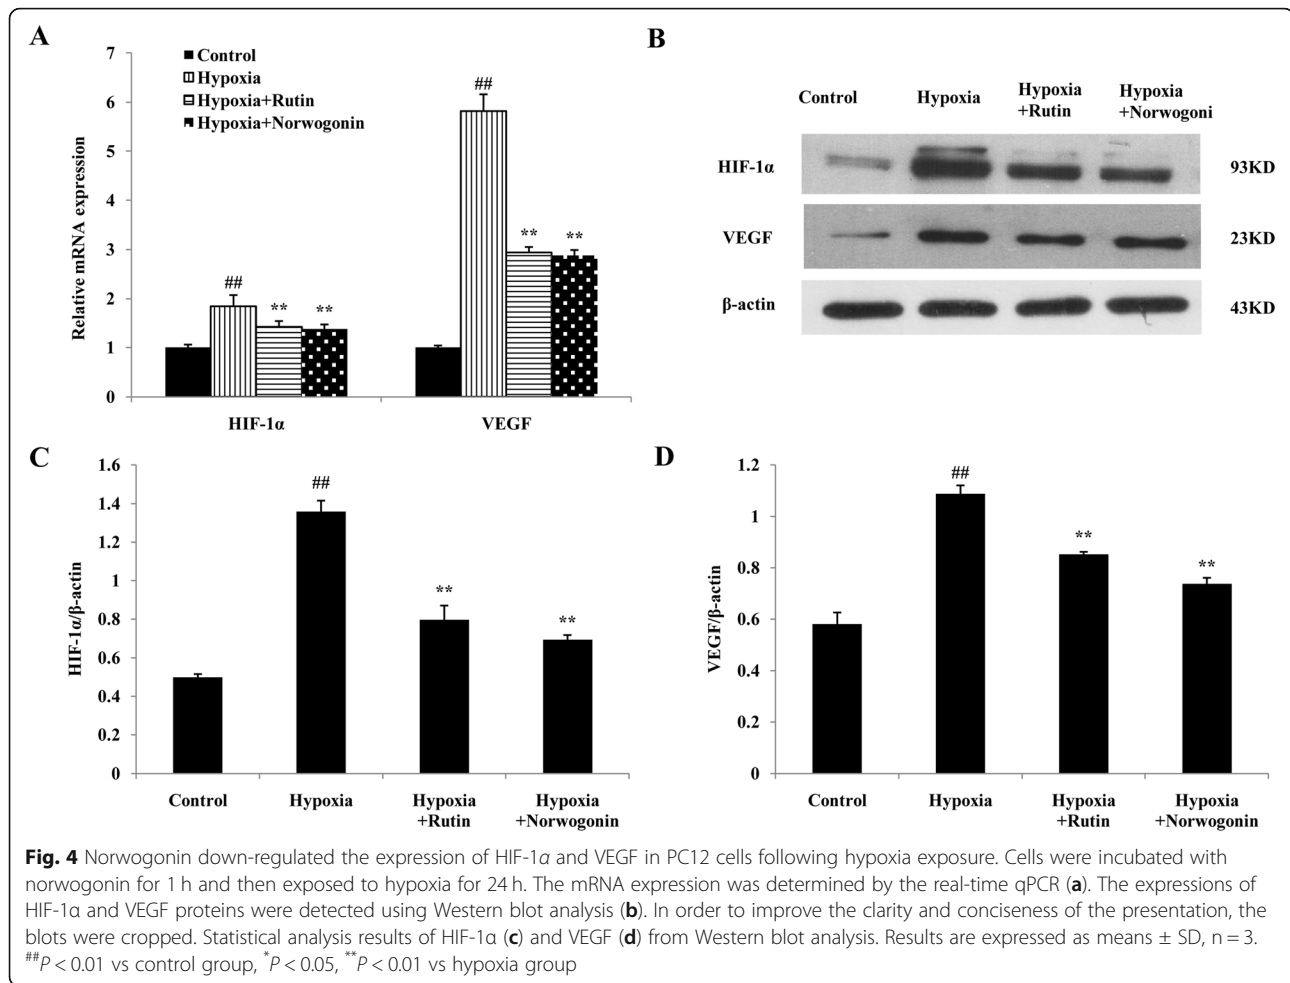 A
7
6
5
4
3
2
1
0
Relative mRNA expression
Control
Hypoxia
Hypoxia+Rutin
Hypoxia+Norwogonin
##
**
**
##
**
**
HIF-1α
VEGF
B
Control
Hypoxia
Hypoxia
+Rutin
Hypoxia
+Norwogoni
HIF-1α
93KD
VEGF
23KD
β-actin
43KD
C
1.6
1.4
1.2
1
0.8
0.6
0.4
0.2
0
HIF-1α/β-actin
##
**
**
Control
Hypoxia
Hypoxia
+Rutin
Hypoxia
+Norwogonin
D
1.2
1
0.8
0.6
0.4
0.2
0
VEGF/β-actin
##
**
**
Control
Hypoxia
Hypoxia
+Rutin
Hypoxia
+Norwogonin
Fig. 4 Norwogonin down-regulated the expression of HIF-1α and VEGF in PC12 cells following hypoxia exposure. Cells were incubated with
norwogonin for 1 h and then exposed to hypoxia for 24 h. The mRNA expression was determined by the real-time qPCR (a). The expressions of
HIF-1α and VEGF proteins were detected using Western blot analysis (b). In order to improve the clarity and conciseness of the presentation, the
blots were cropped. Statistical analysis results of HIF-1α (c) and VEGF (d) from Western blot analysis. Results are expressed as means ± SD, n = 3.
##P < 0.01 vs control group, *P < 0.05, **P < 0.01 vs hypoxia group